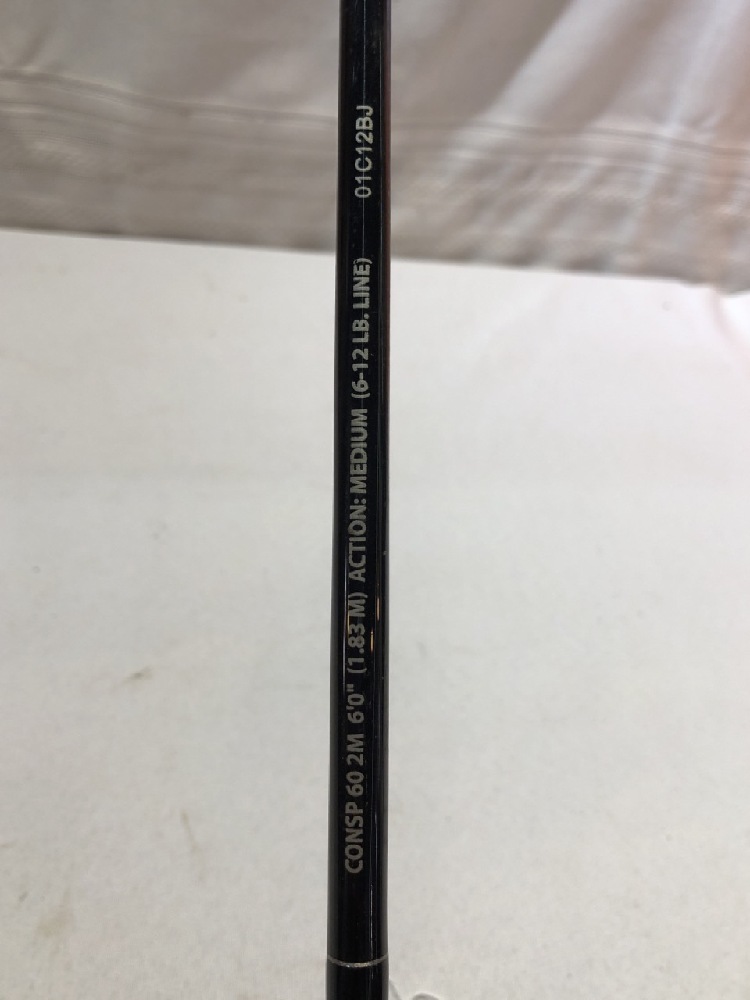 CONSP 60 2M 6'0" (1.83 M) ACTION: MEDIUM (6-12 LB. LINE) 01C12BJ